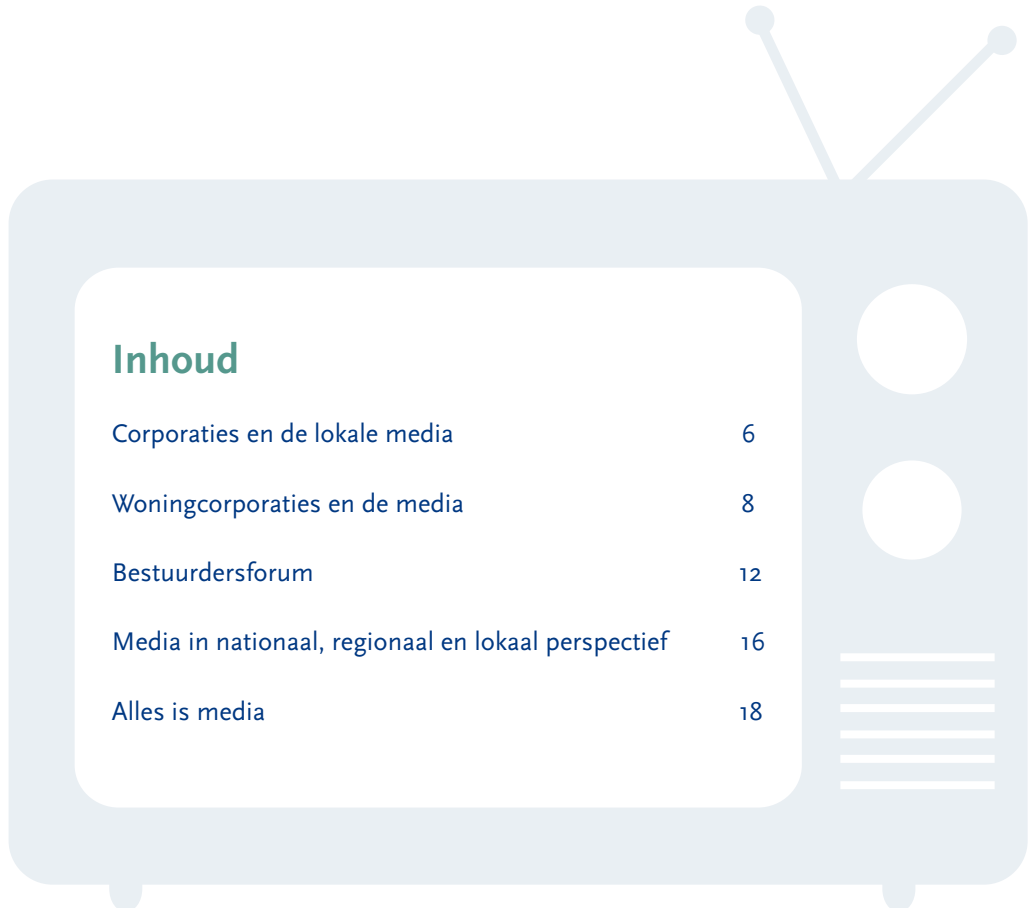 Inhoud
Corporaties en de lokale media 6
Woningcorporaties en de media 8
Bestuurdersforum 12
Media in nationaal, regionaal en lokaal perspectief 16
Alles is media 18